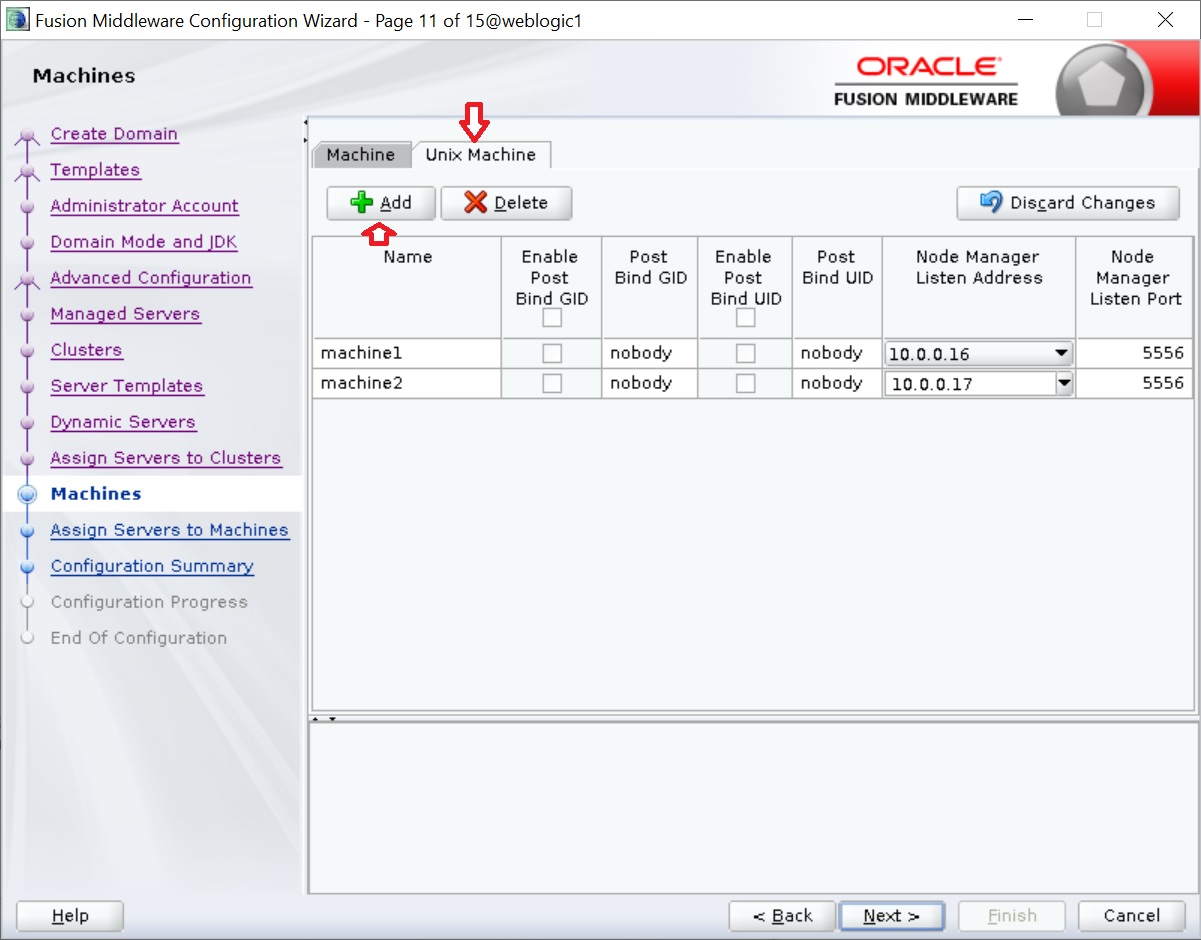 Fusion Middleware Configuration Wizard - Page 11 of 15@weblogic1
Machines
ORACLE
FUSION MIDDLEWARE
Create Domain
Templates
Administrator Account
Domain Mode and JDK
Advanced Configuration
Managed Servers
Clusters
Server Templates
Dynamic Servers
Assign Servers to Clusters
Machines
Assign Servers to Machines
Configuration Summary
Configuration Progress
End Of Configuration
Machine Unix Machine
Add Delete Discard Changes
Name Enable Post Enable Post Node Manager Node
Post Bind GID Post Bind UID Listen Address Manager
Bind GID Bind UID Listen Port
machine1 nobody nobody 10.0.0.16 5556
machine2 nobody nobody 10.0.0.17 5556
Help < Back Next > Finish Cancel